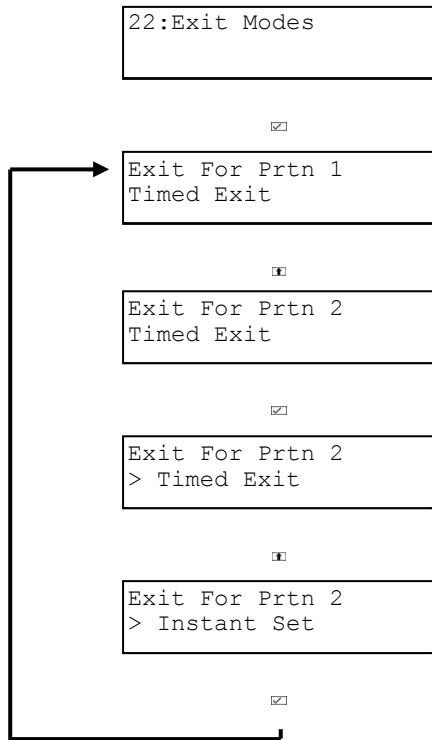 22:Exit Modes
Exit For Prtn 1
Timed Exit
Exit For Prtn 2
Timed Exit
Exit For Prtn 2
> Timed Exit
Exit For Prtn 2
> Instant Set